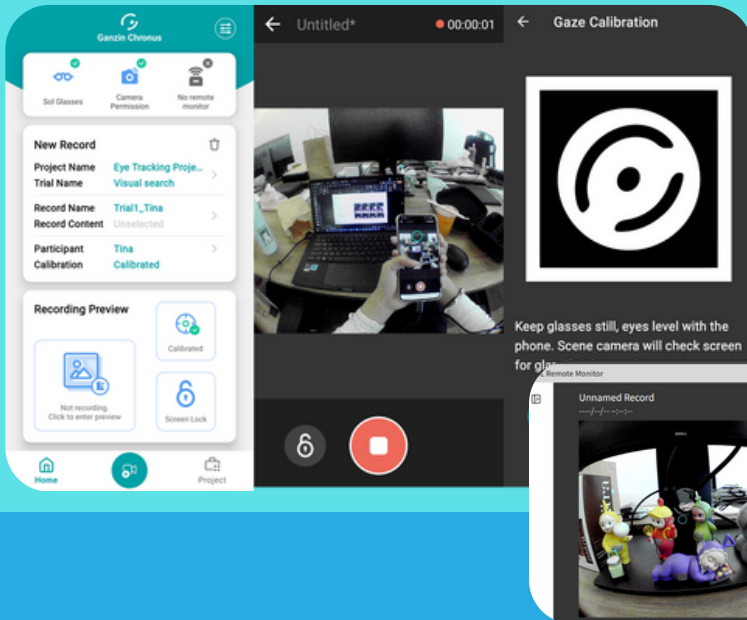 Ganzin Chronus
Sol Glasses
Camera Permission
No remote monitor
New Record
Project Name Eye Tracking Proje...
Trial Name Visual search
Record Name Trial1_Tina
Record Content Unselected
Participant Tina
Calibration Calibrated
Recording Preview
Not recording.
Click to enter preview
Calibrated
Screen Lock
Home
Project
Untitled*
00:00:01
Gaze Calibration
Keep glasses still, eyes level with the
phone. Scene camera will check screen
for
Remote Monitor
Unnamed Record
----/--/-- --:--:--